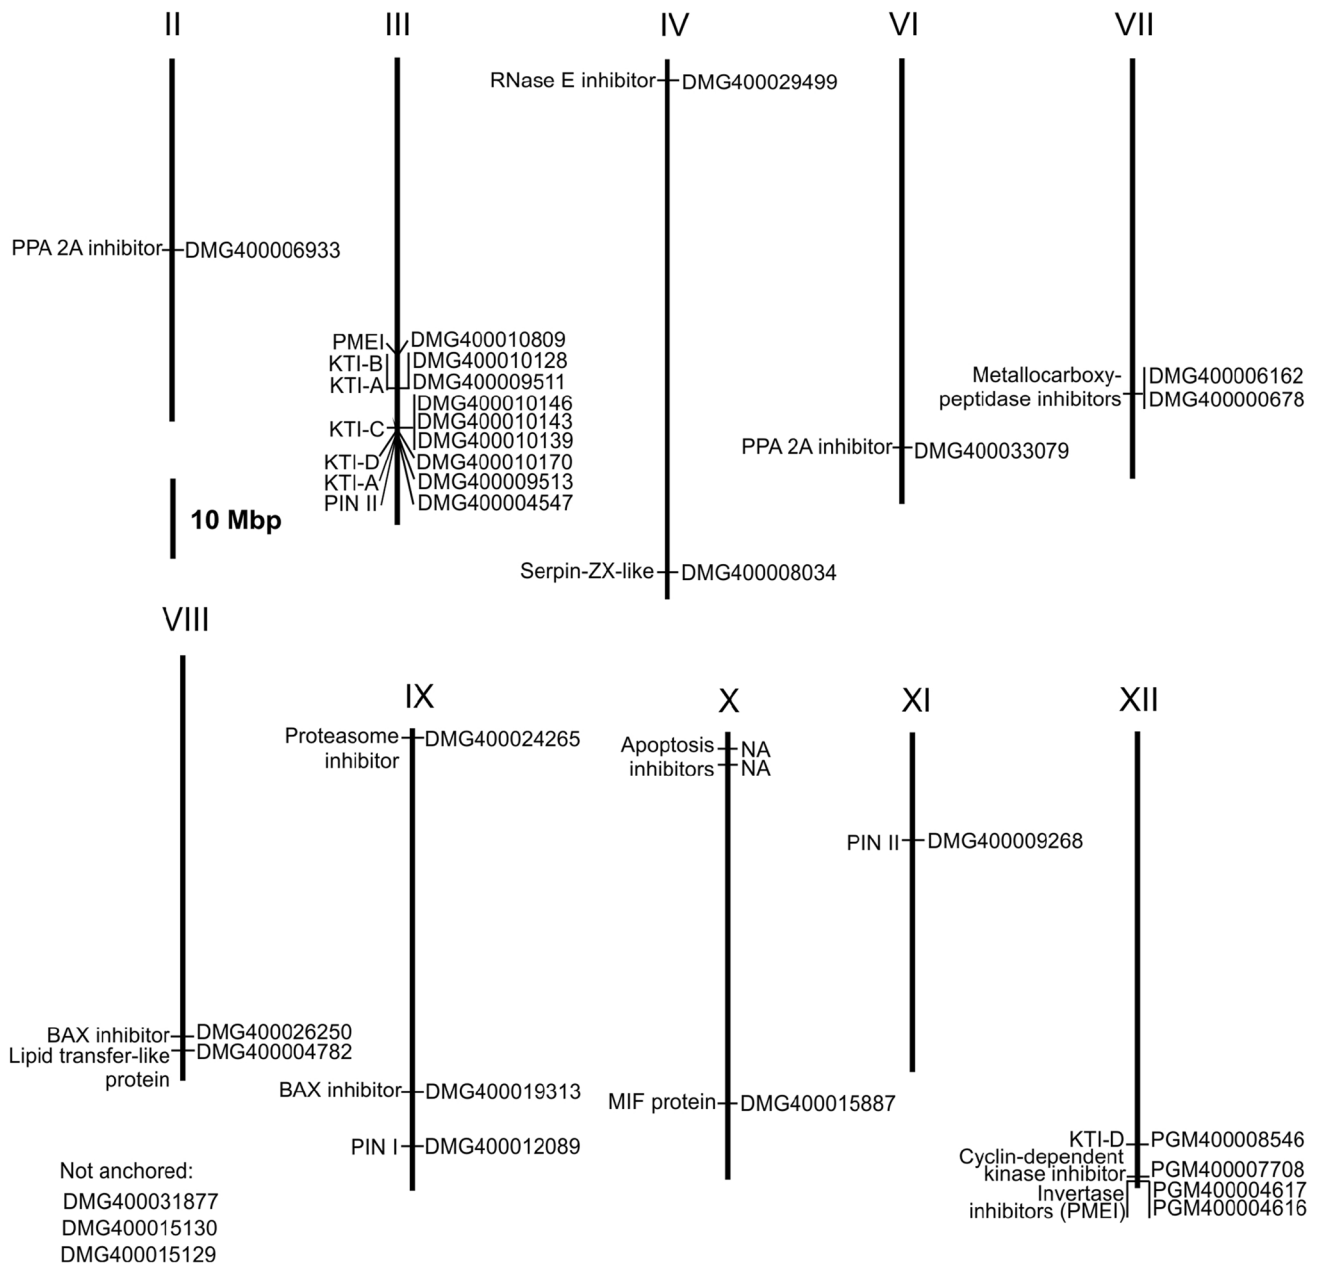 II
III
IV
VI
VII
RNase E inhibitor DMG400029499
PPA 2A inhibitor DMG400006933
PMEI DMG400010809
KTI-B DMG400010128
KTI-A DMG400009511
DMG400010146
KTI-C DMG400010143
DMG400010139
KTI-D DMG400010170
KTI-A DMG400009513
PIN II DMG400004547
Metallocarboxy- DMG400006162
peptidase inhibitors DMG400000678
PPA 2A inhibitor DMG400033079
10 Mbp
Serpin-ZX-like DMG400008034
VIII
IX
X
XI
XII
Proteasome DMG400024265
inhibitor
Apoptosis NA
inhibitors NA
PIN II DMG400009268
BAX inhibitor DMG400026250
Lipid transfer-like DMG400004782
protein
BAX inhibitor DMG400019313
MIF protein DMG400015887
PIN I DMG400012089
KTI-D PGM400008546
Cyclin-dependent
kinase inhibitor PGM400007708
Invertase PGM400004617
inhibitors (PMEI) PGM400004616
Not anchored:
DMG400031877
DMG400015130
DMG400015129